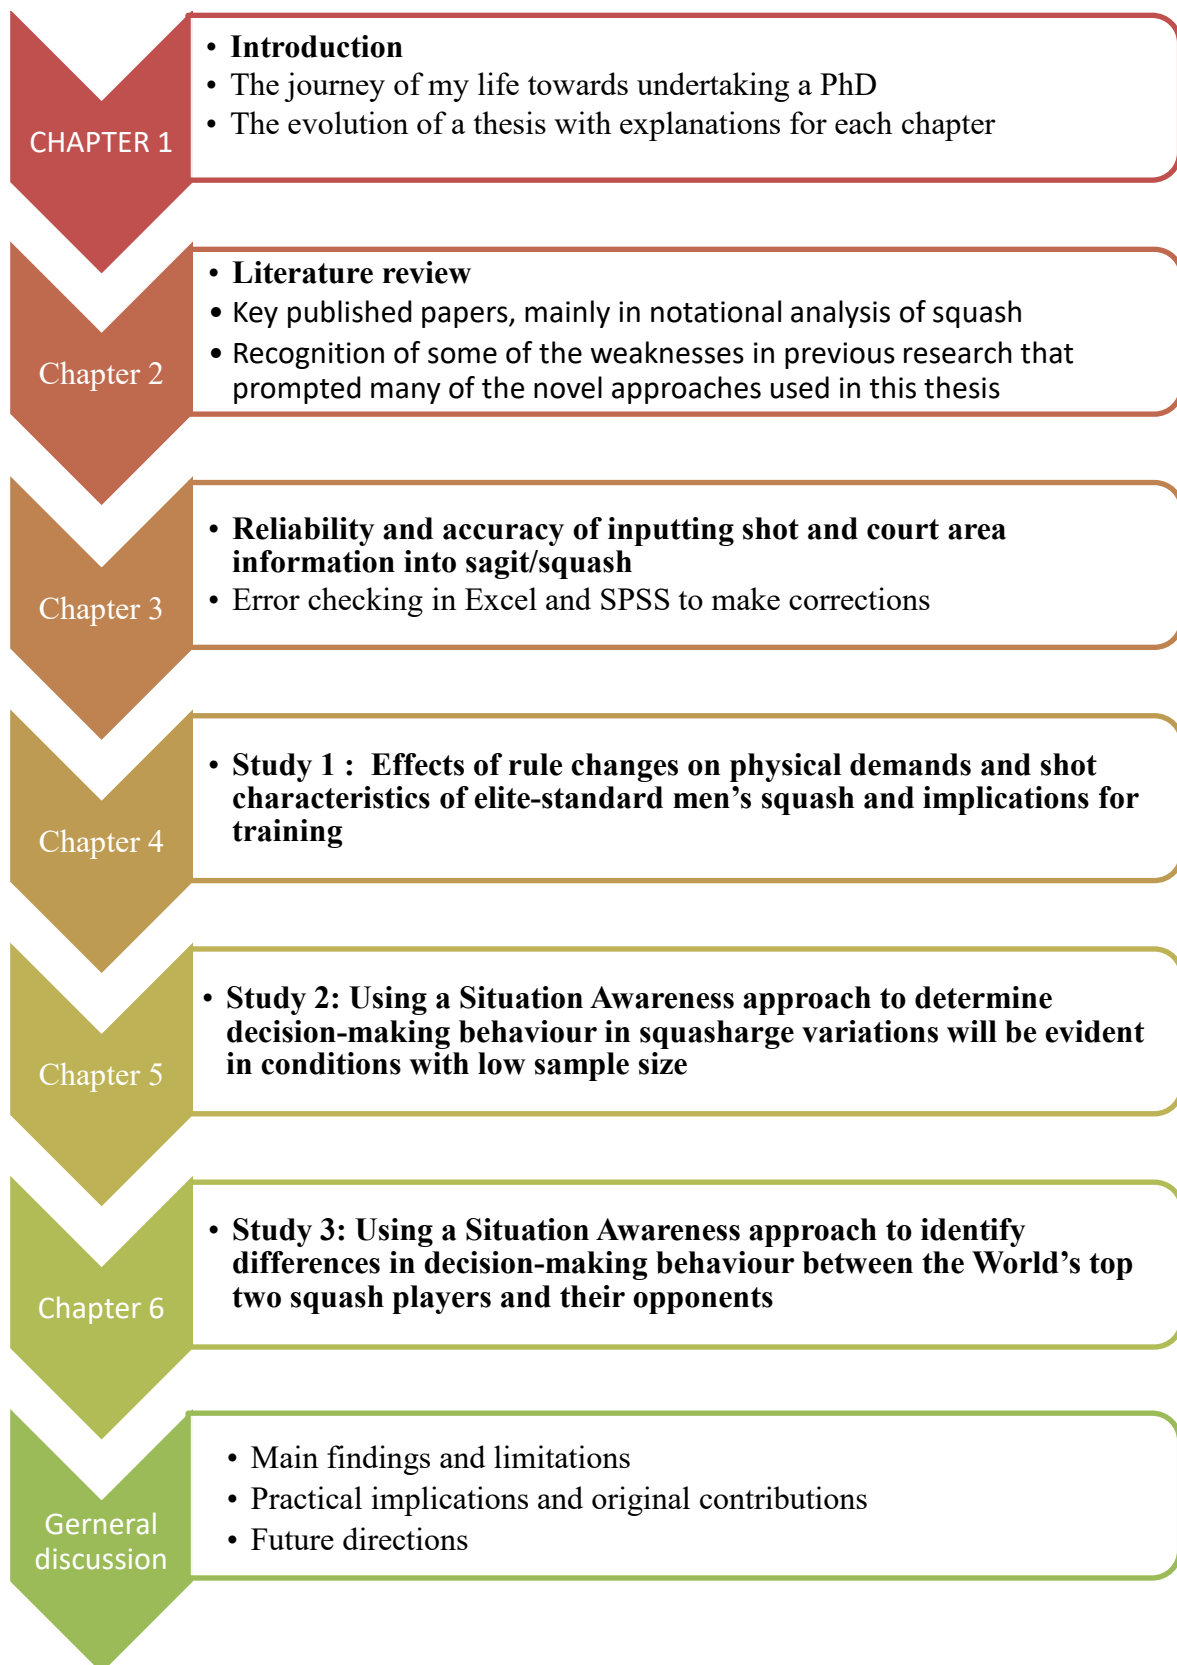 CHAPTER 1
• Introduction
• The journey of my life towards undertaking a PhD
• The evolution of a thesis with explanations for each chapter
Chapter 2
• Literature review
• Key published papers, mainly in notational analysis of squash
• Recognition of some of the weaknesses in previous research that
prompted many of the novel approaches used in this thesis
Chapter 3
• Reliability and accuracy of inputting shot and court area
information into sagit/squash
• Error checking in Excel and SPSS to make corrections
Chapter 4
• Study 1 :  Effects of rule changes on physical demands and shot
characteristics of elite-standard men’s squash and implications for
training
Chapter 5
• Study 2: Using a Situation Awareness approach to determine
decision-making behaviour in squasharge variations will be evident
in conditions with low sample size
Chapter 6
• Study 3: Using a Situation Awareness approach to identify
differences in decision-making behaviour between the World’s top
two squash players and their opponents
Gerneral
discussion
• Main findings and limitations
• Practical implications and original contributions
• Future directions